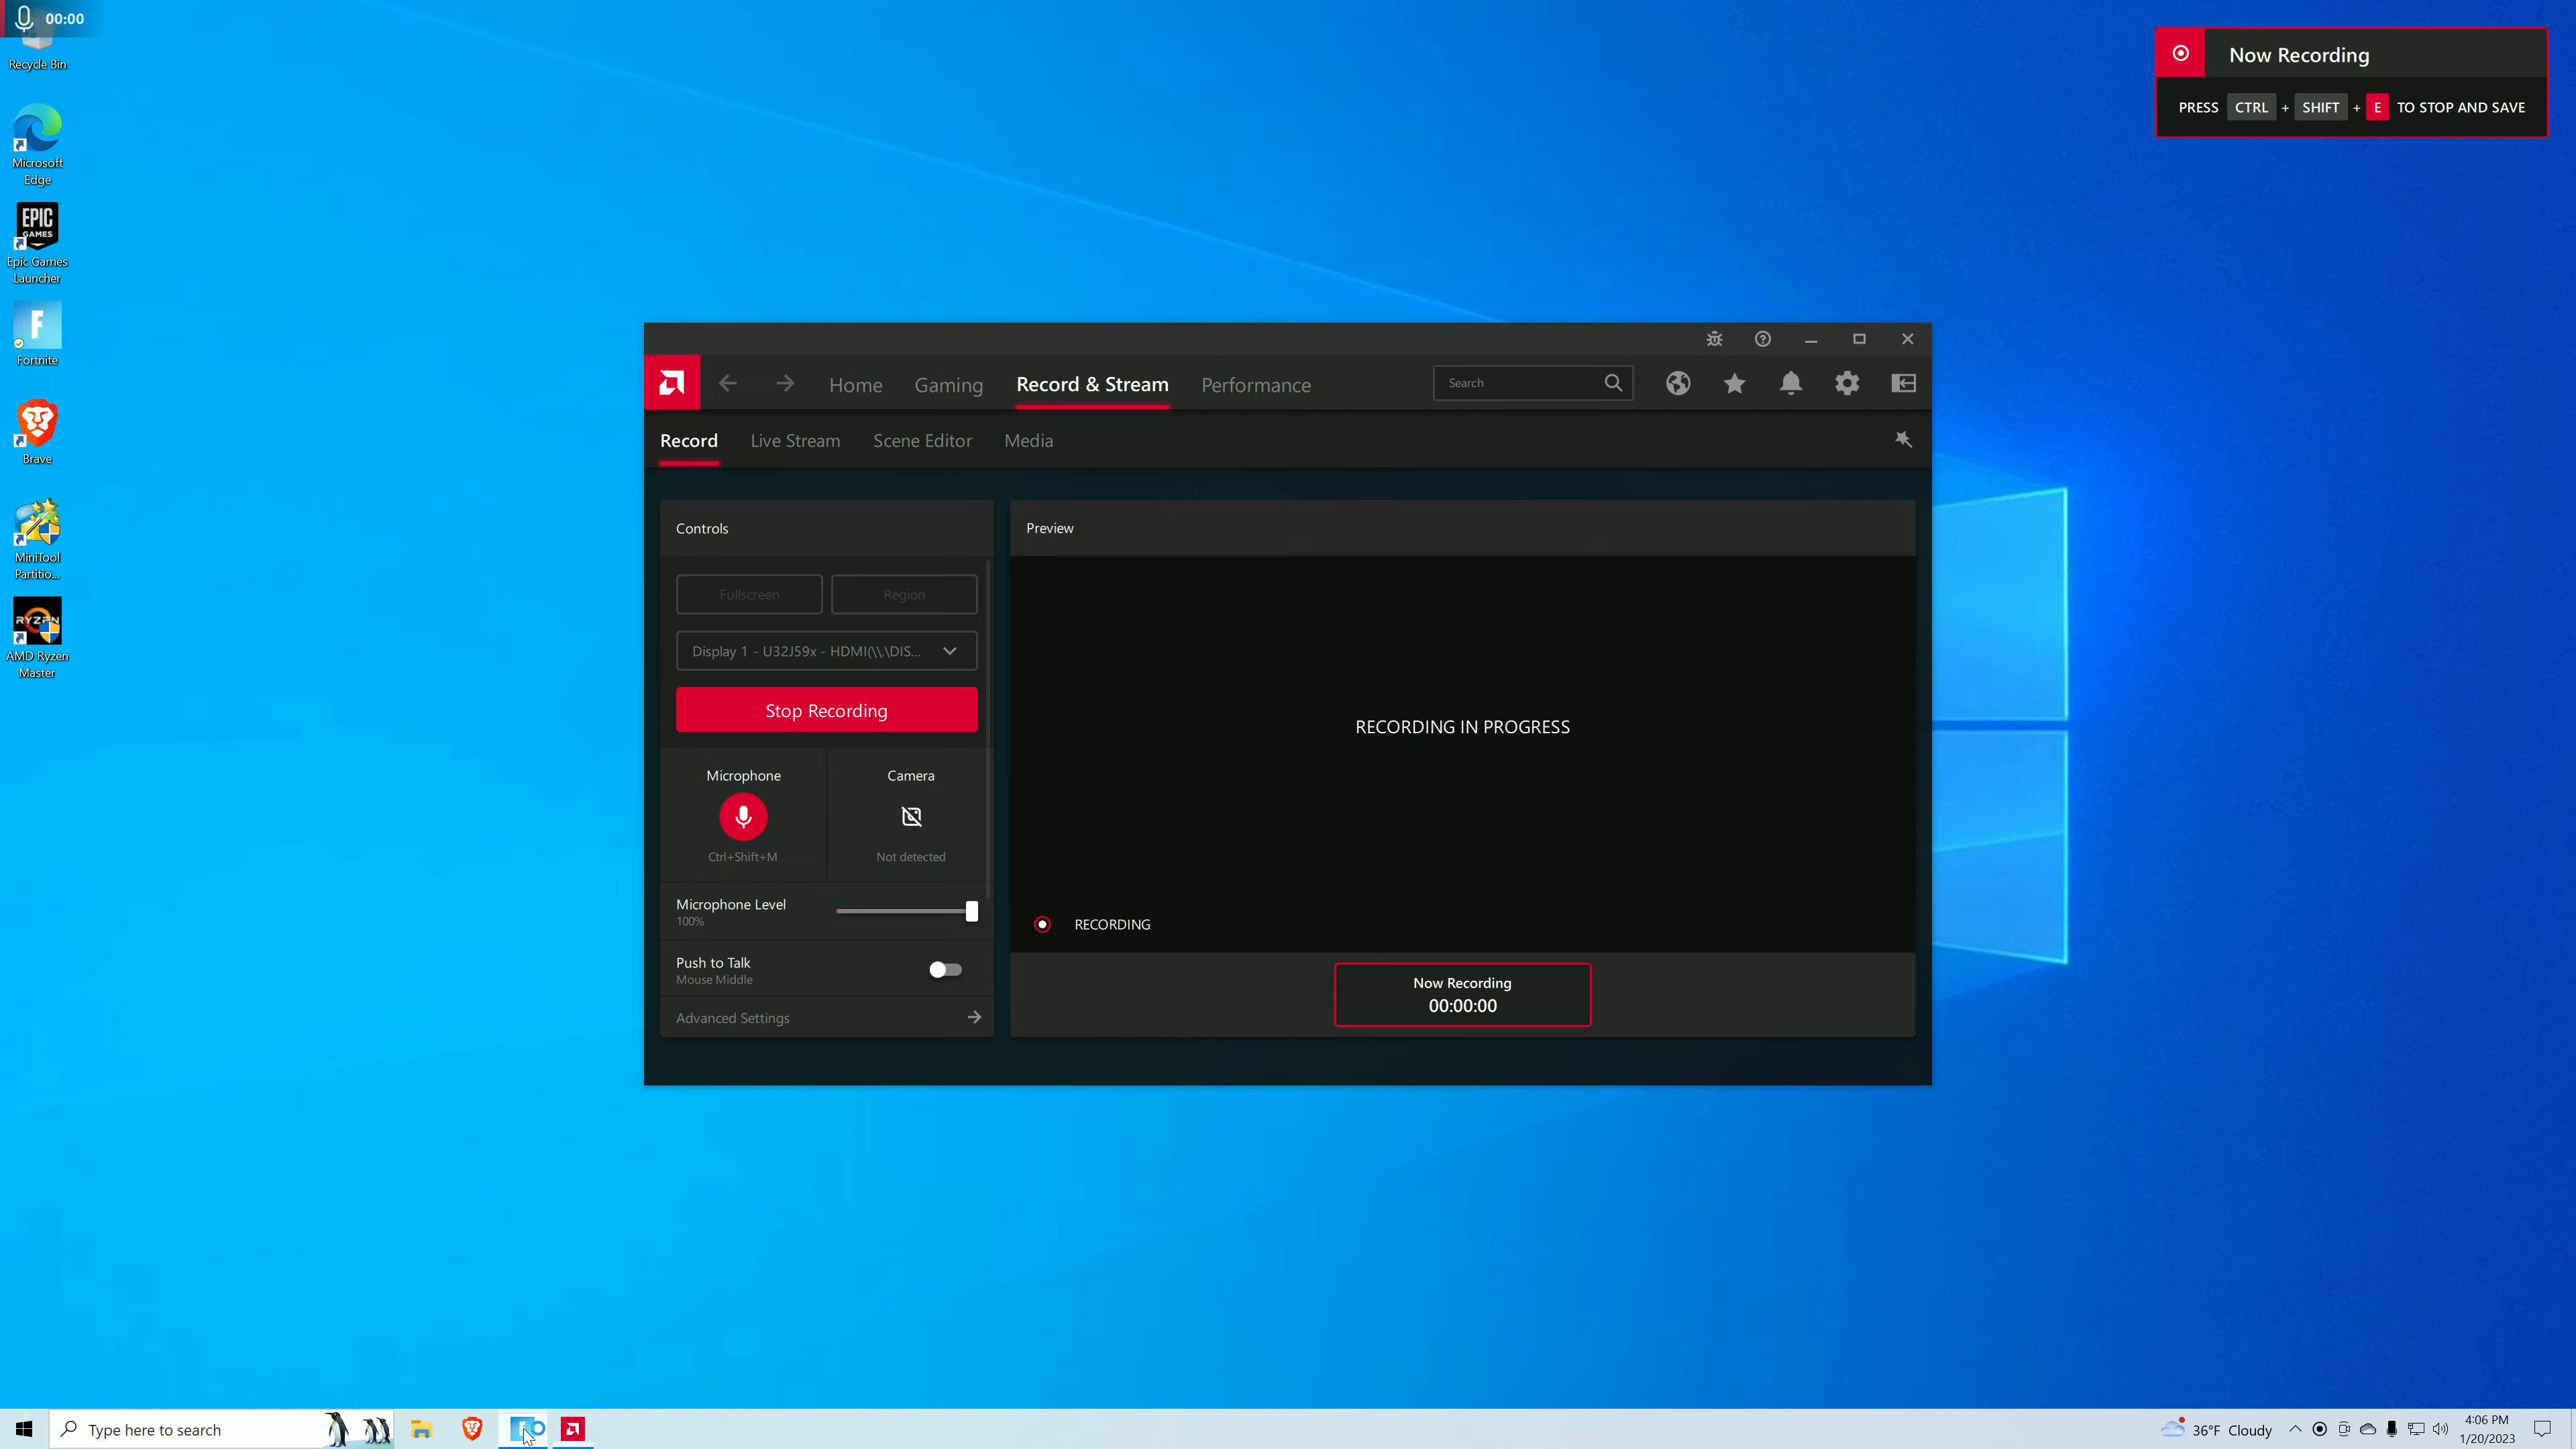 00:00
Recycle Bin
Microsoft
Edge
EPIC
GAMES
Epic Games
Launcher
F
Fortnite
Brave
MiniTool
Partitio...
RYZEN
AMD Ryzen
Master
Now Recording
PRESS CTRL + SHIFT + E TO STOP AND SAVE
Home Gaming Record & Stream Performance
Search
Record Live Stream Scene Editor Media
Controls
Fullscreen Region
Display 1 - U32J59x - HDMI(\\.\DIS...
Stop Recording
Microphone
Ctrl+Shift+M
Camera
Not detected
Microphone Level
100%
Push to Talk
Mouse Middle
Advanced Settings
Preview
RECORDING IN PROGRESS
RECORDING
Now Recording
00:00:00
Type here to search
36°F Cloudy
4:06 PM
1/20/2023